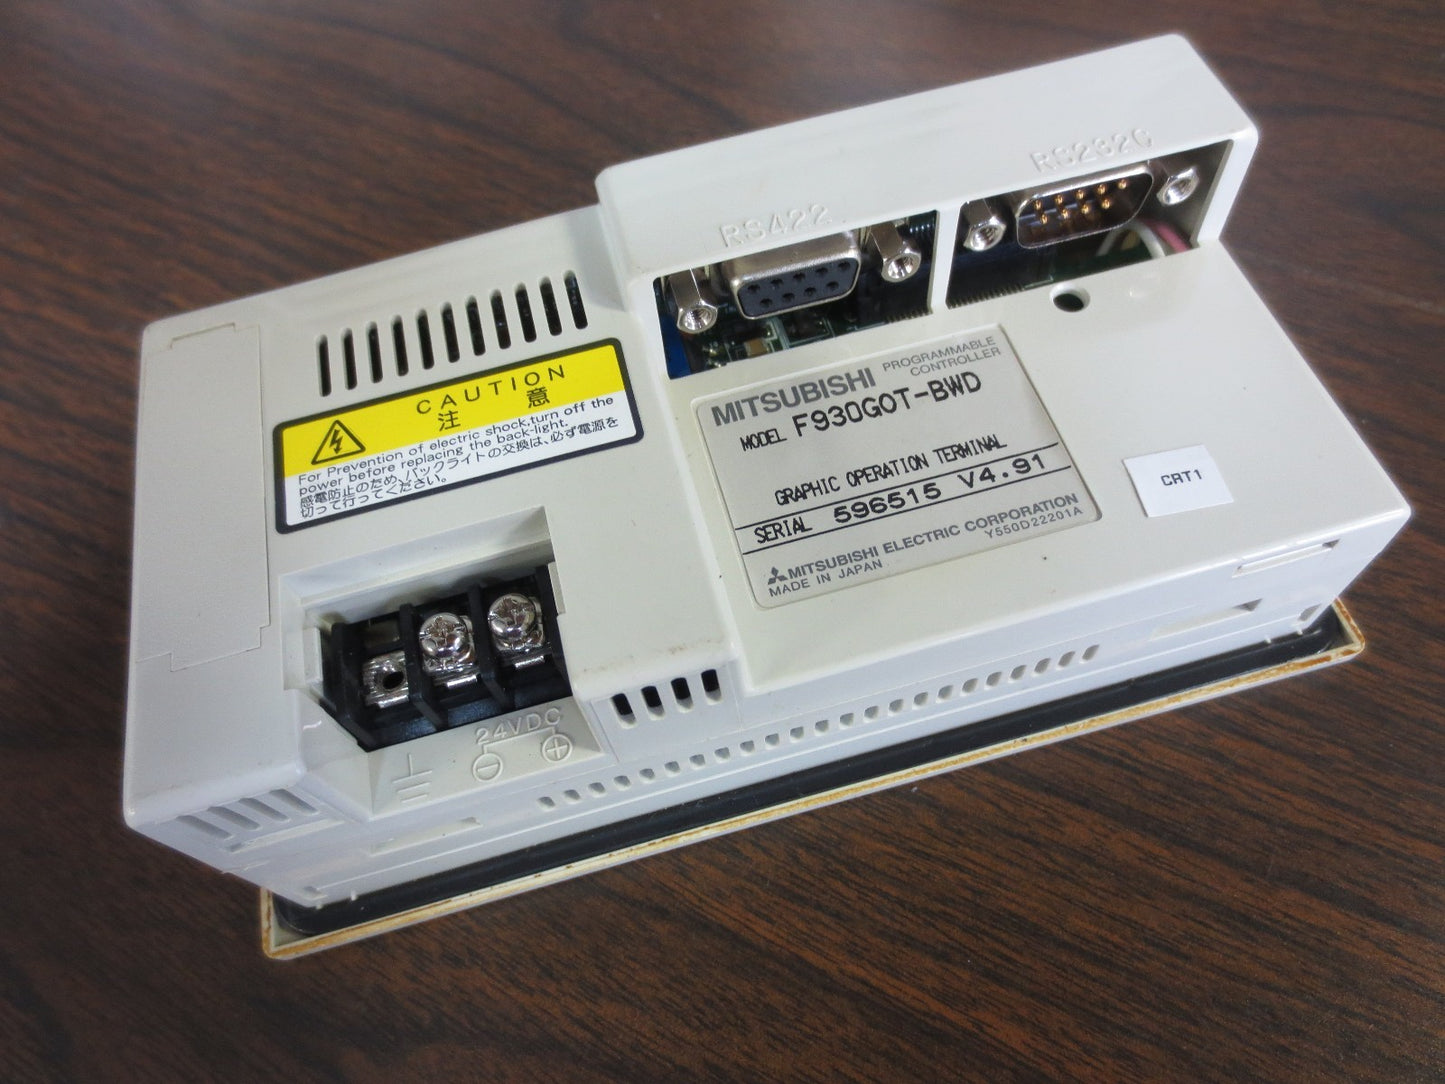 RS232C
RS422
CAUTION
注 意
For Prevention of electric shock,turn off the
power before replacing the back-light.
感電防止のため、バックライトの交換は、必ず電源を
切って行ってください。
MITSUBISHI PROGRAMMABLE
CONTROLLER
MODEL F930GOT-BWD
GRAPHIC OPERATION TERMINAL
SERIAL 596515 V4.91
MITSUBISHI ELECTRIC CORPORATION
MADE IN JAPAN Y550D22201A
CRT1
24VDC